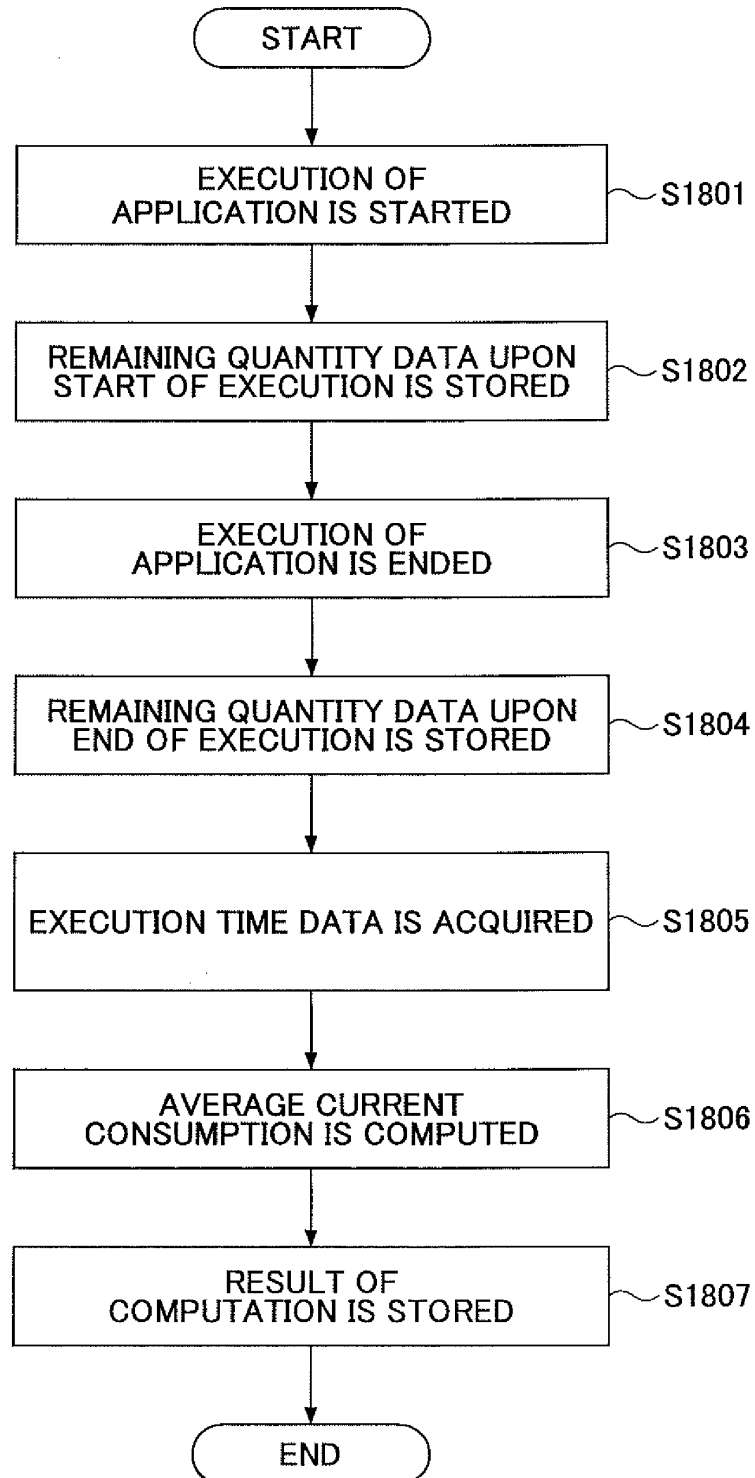 START
EXECUTION OF
APPLICATION IS STARTED
S1801
REMAINING QUANTITY DATA UPON
START OF EXECUTION IS STORED
S1802
EXECUTION OF
APPLICATION IS ENDED
S1803
REMAINING QUANTITY DATA UPON
END OF EXECUTION IS STORED
S1804
EXECUTION TIME DATA IS ACQUIRED
S1805
AVERAGE CURRENT
CONSUMPTION IS COMPUTED
S1806
RESULT OF
COMPUTATION IS STORED
S1807
END